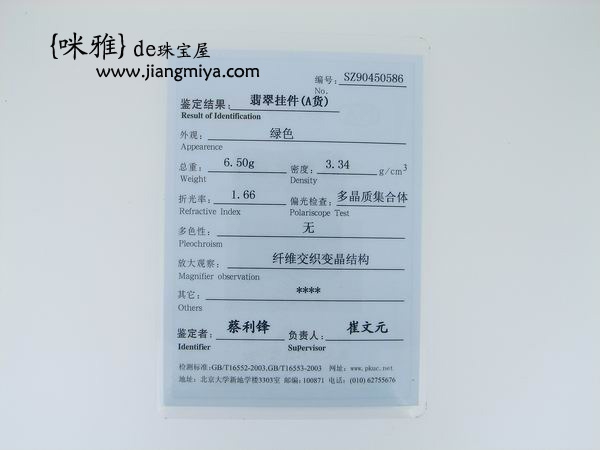 {咪雅}de珠宝屋
www.jiangmiya.com
编号: SZ90450586
No.
鉴定结果: 翡翠挂件(A货)
Result of Identification
外观: 绿色
Appearence
总重: 6.50g 密度: 3.34 g/cm³
Weight Density
折光率: 1.66 偏光检查: 多晶质集合体
Refractive Index Polariscope Test
多色性: 无
Pleochroism
放大观察: 纤维交织变晶结构
Magnifier observation
其它: ****
Others
鉴定者: 蔡利锋 负责人: 崔文元
Identifier Supervisor
检测标准:GB/T16552-2003,GB/T16553-2003 网址: www.pkuc.net
地址: 北京大学新地学楼3303室 邮编:100871 电话: (010) 62755676